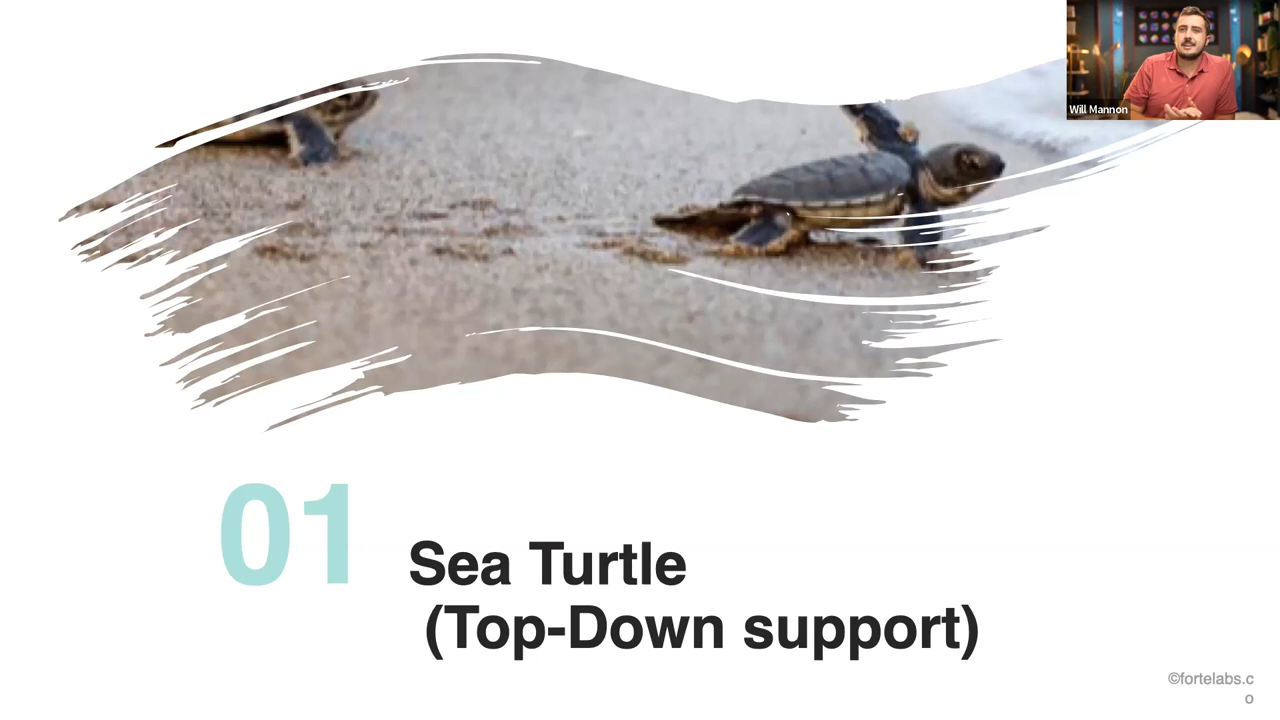 Will Mannon
01
Sea Turtle
(Top-Down support)
©fortelabs.c
o